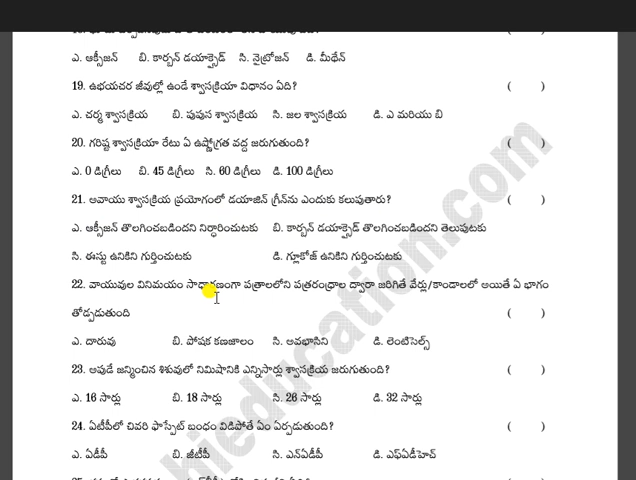 ఎ. ఆక్సీజన్ బి. కార్బన్ డయాక్సైడ్ సి. నైట్రోజన్ డి. మీథేన్
19. ఉభయచర జీవుల్లో ఉండే శ్వాసక్రియా విధానం ఏది? ( )
ఎ. చర్మ శ్వాసక్రియ బి. పుపుస శ్వాసక్రియ సి. జల శ్వాసక్రియ డి. ఎ మరియు బి
20. గరిష్ట శ్వాసక్రియా రేటు ఏ ఉష్ణోగ్రత వద్ద జరుగుతుంది? ( )
ఎ. 0 డిగ్రీలు బి. 45 డిగ్రీలు సి. 60 డిగ్రీలు డి. 100 డిగ్రీలు
21. అవాయు శ్వాసక్రియ ప్రయోగంలో డయాజిన్ గ్రీన్‌ను ఎందుకు కలుపుతారు? ( )
ఎ. ఆక్సీజన్ తొలగించబడిందని నిర్ధారించుటకు బి. కార్బన్ డయాక్సైడ్ తొలగించబడిందని తెలుపుటకు
సి. ఈస్టు ఉనికిని గుర్తించుటకు డి. గ్లూకోజ్ ఉనికిని గుర్తించుటకు
22. వాయువుల వినిమయం సాధారణంగా పత్రాలలోని పత్రరంధ్రాల ద్వారా జరిగితే వేర్లు/కాండాలలో అయితే ఏ భాగం
తోడ్పడుతుంది ( )
ఎ. దారువు బి. పోషక కణజాలం సి. అవభాసిని డి. లెంటిసెల్స్
23. అపుడే జన్మించిన శిశువులో నిమిషానికి ఎన్నిసార్లు శ్వాసక్రియ జరుగుతుంది? ( )
ఎ. 16 సార్లు బి. 18 సార్లు సి. 26 సార్లు డి. 32 సార్లు
24. ఏటీపీలో చివరి ఫాస్ఫేట్ బంధం విడిపోతే ఏం ఏర్పడుతుంది? ( )
ఎ. ఏడీపీ బి. జీటీపీ సి. ఎన్ఏడీపీ డి. ఎఫ్ఏడీహెచ్
hieducation.com